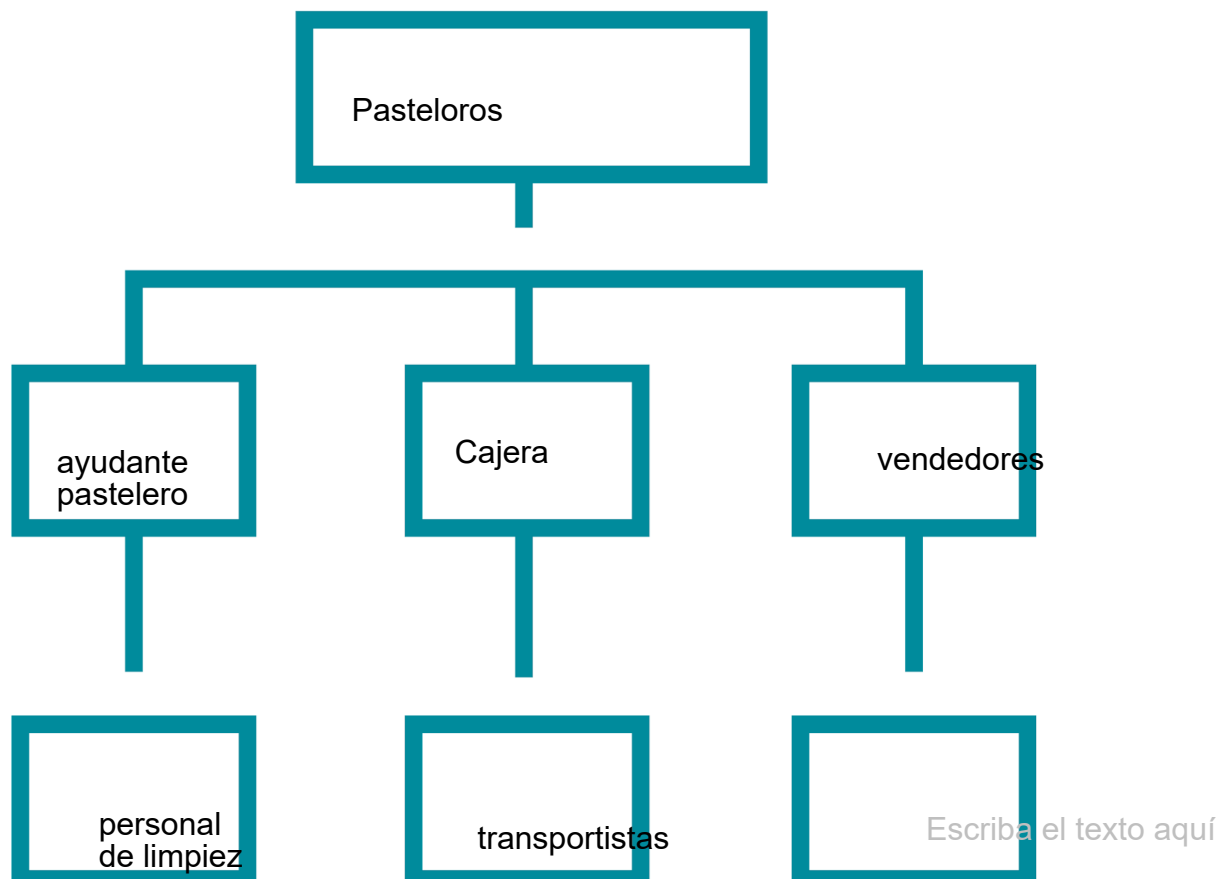 Pasteloros
ayudante
pastelero
Cajera
vendedores
personal
de limpiez
transportistas
Escriba el texto aquí